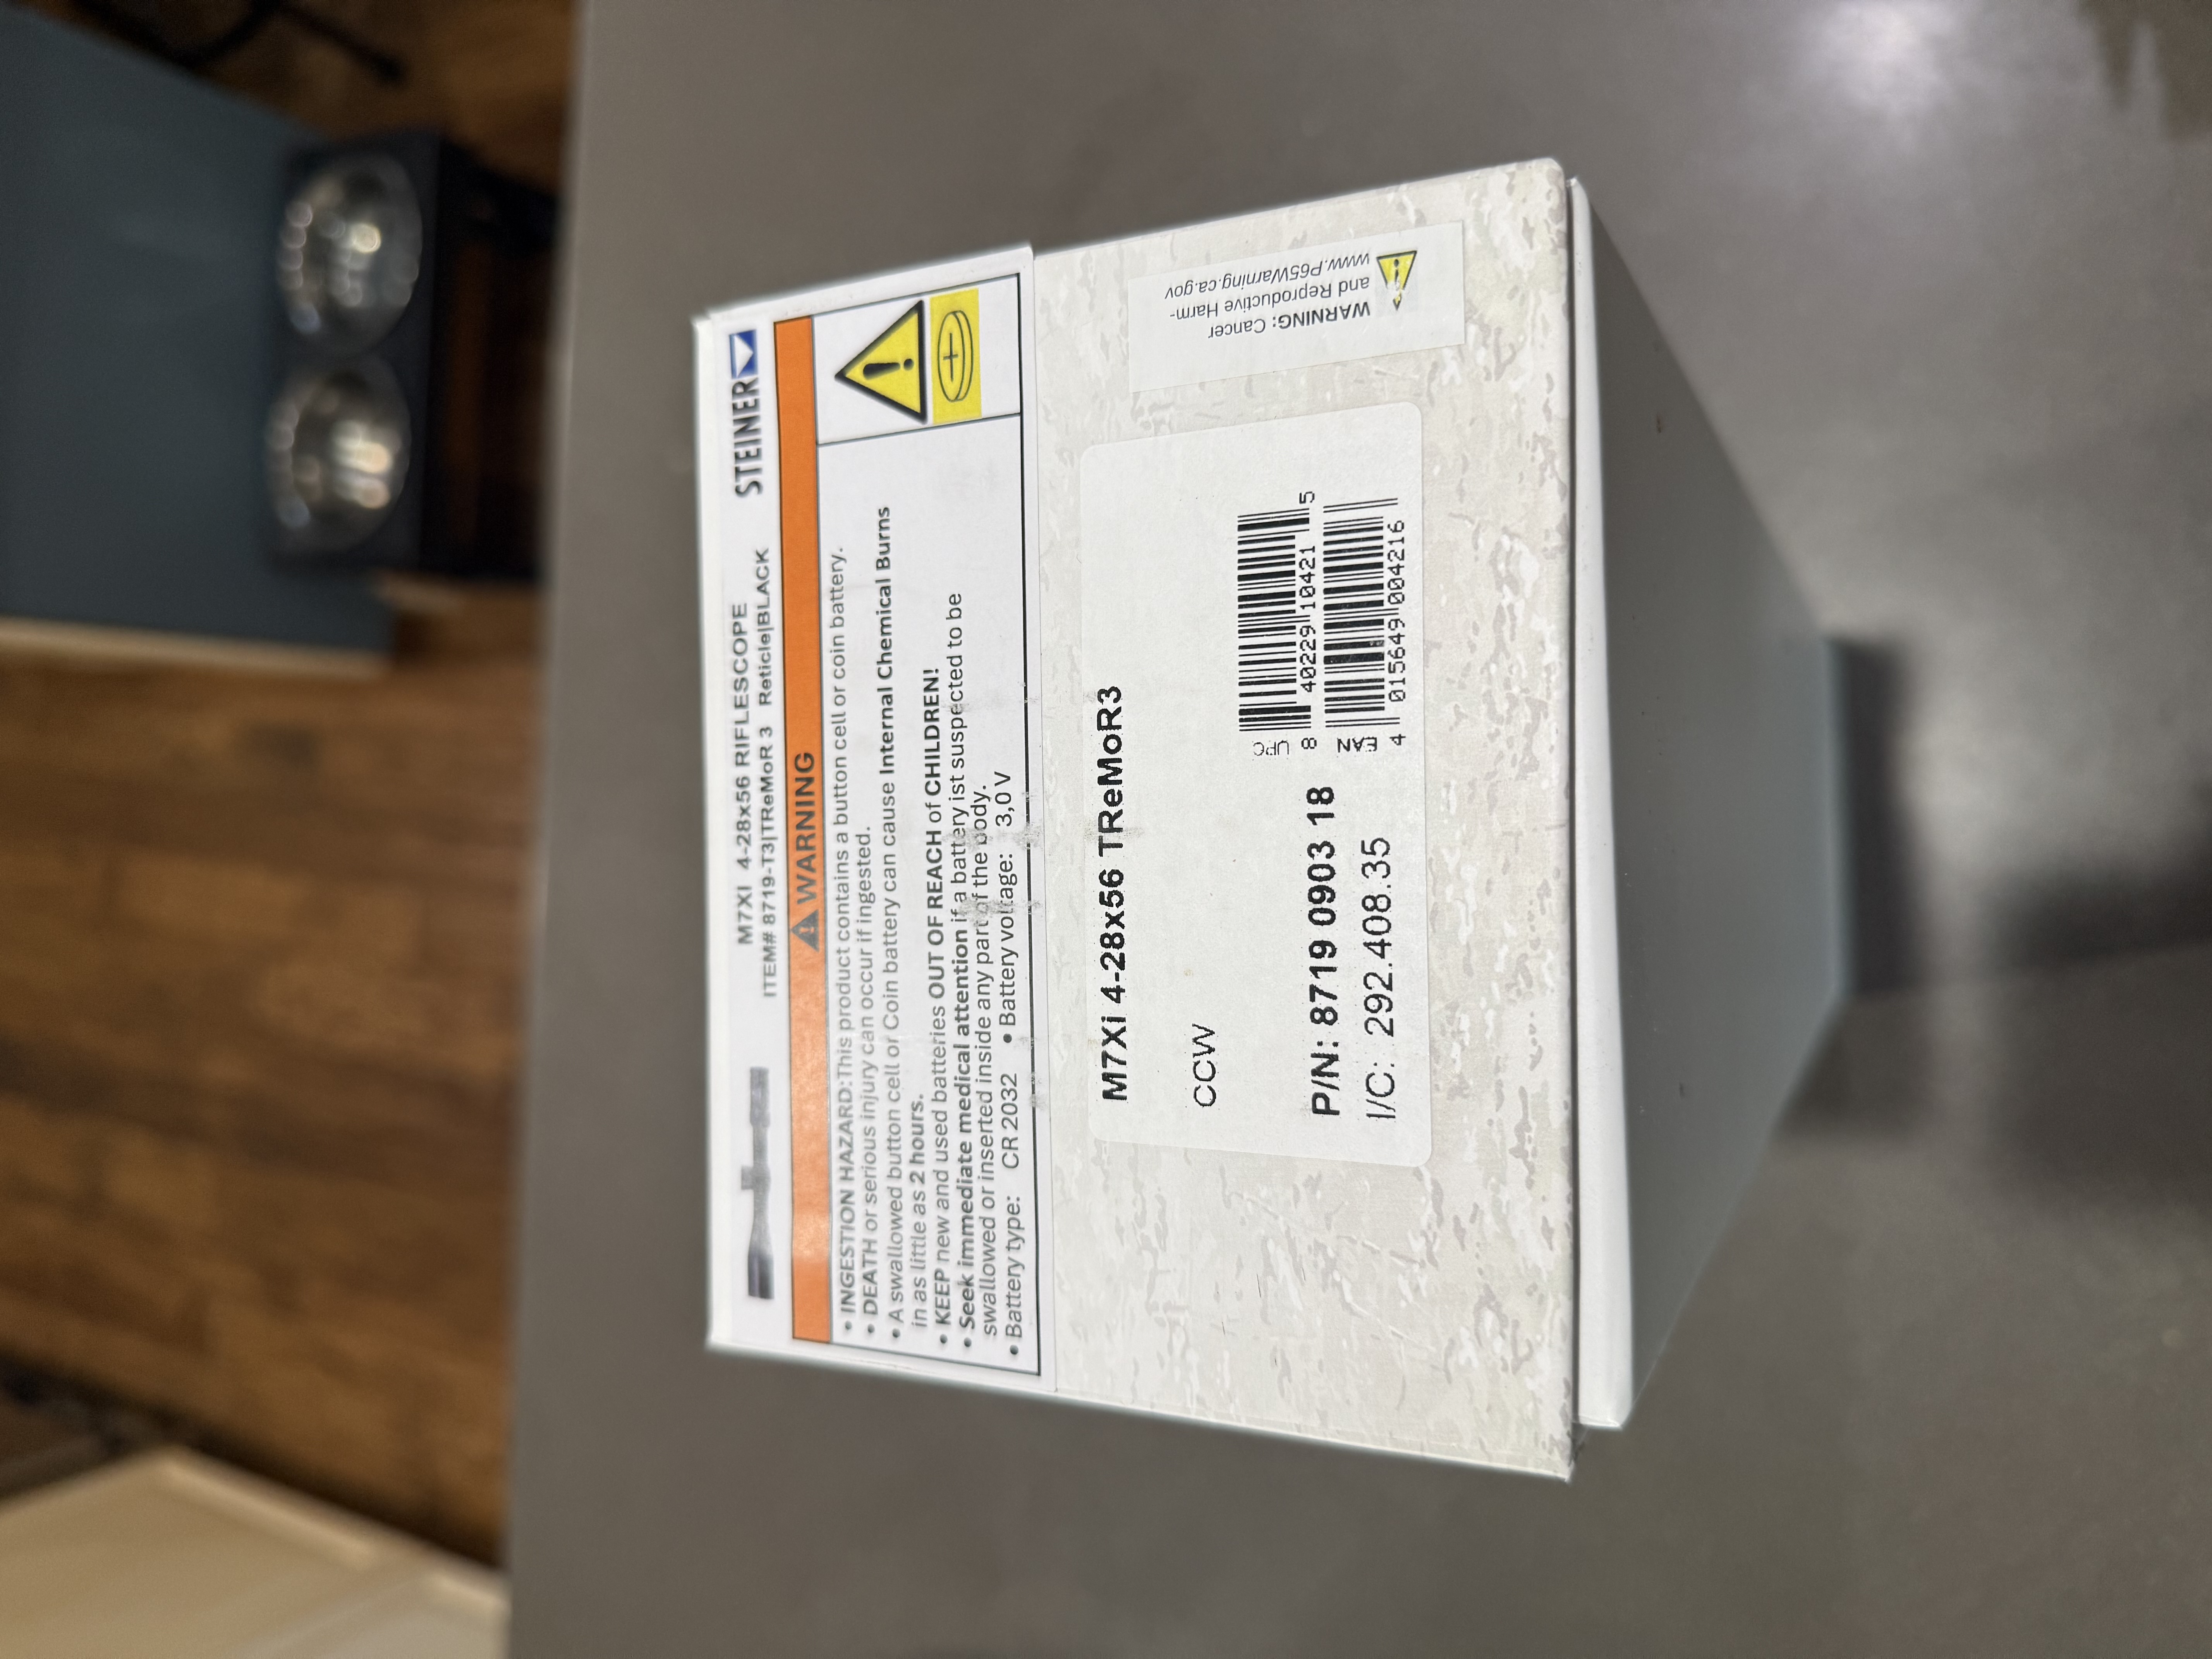 M7XI 4-28x56 RIFLESCOPE
ITEM# 8719-T3|TReMoR 3 Reticle|BLACK
STEINER
WARNING
• INGESTION HAZARD:This product contains a button cell or coin battery.
• DEATH or serious injury can occur if ingested.
• A swallowed button cell or Coin battery can cause Internal Chemical Burns
in as little as 2 hours.
• KEEP new and used batteries OUT OF REACH of CHILDREN!
• Seek immediate medical attention if a battery ist suspected to be
swallowed or inserted inside any part of the body.
• Battery type: CR 2032 • Battery voltage: 3,0 V
M7Xi 4-28x56 TReMoR3
CCW
P/N: 8719 0903 18
I/C: 292.408.35
UPC
8 40229 10421 5
EAN
4 015649 004216
WARNING: Cancer
and Reproductive Harm-
www.P65Warning.ca.gov